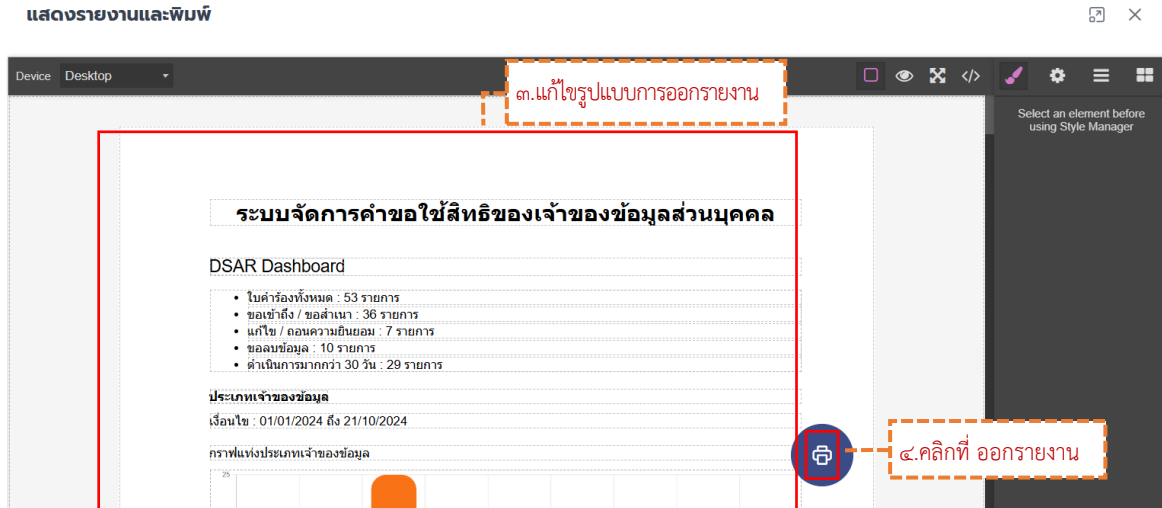 แสดงรายงานและพิมพ์
Device Desktop
๓.แก้ไขรูปแบบการออกรายงาน
</>
Select an element before
using Style Manager
ระบบจัดการคำขอใช้สิทธิของเจ้าของข้อมูลส่วนบุคคล
DSAR Dashboard
• ใบคำร้องทั้งหมด : 53 รายการ
• ขอเข้าถึง / ขอสำเนา : 36 รายการ
• แก้ไข / ถอนความยินยอม : 7 รายการ
• ขอลบข้อมูล : 10 รายการ
• ดำเนินการมากกว่า 30 วัน : 29 รายการ
ประเภทเจ้าของข้อมูล
เงื่อนไข : 01/01/2024 ถึง 21/10/2024
กราฟแท่งประเภทเจ้าของข้อมูล
๔.คลิกที่ ออกรายงาน
25